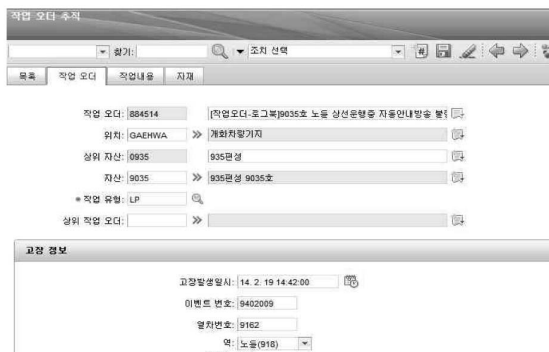 작업 오더 추적
찾기: 조치 선택
목록 작업 오더 작업내용 자재
작업 오더: 884514 [작업오더-로그북]9035호 노들 상선운행중 자동안내방송
위치: GAEHWA 개화차량기지
상위 자산: 0935 935편성
자산: 9035 935편성 9035호
*작업 유형: LP
상위 작업 오더:
고장 정보
고장발생일시: 14. 2. 19 14:42:00
이벤트 번호: 9402009
열차번호: 9162
역: 노들(918)